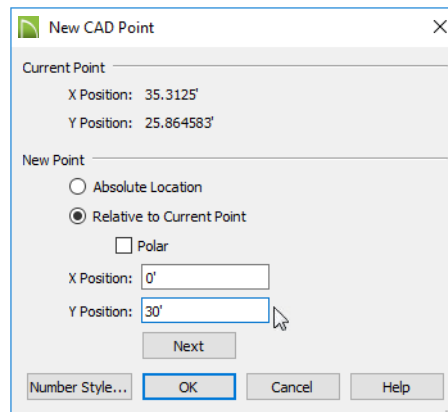 New CAD Point
Current Point
X Position: 35.3125'
Y Position: 25.864583'
New Point
Absolute Location
Relative to Current Point
Polar
X Position: 0'
Y Position: 30'
Next
Number Style... OK Cancel Help